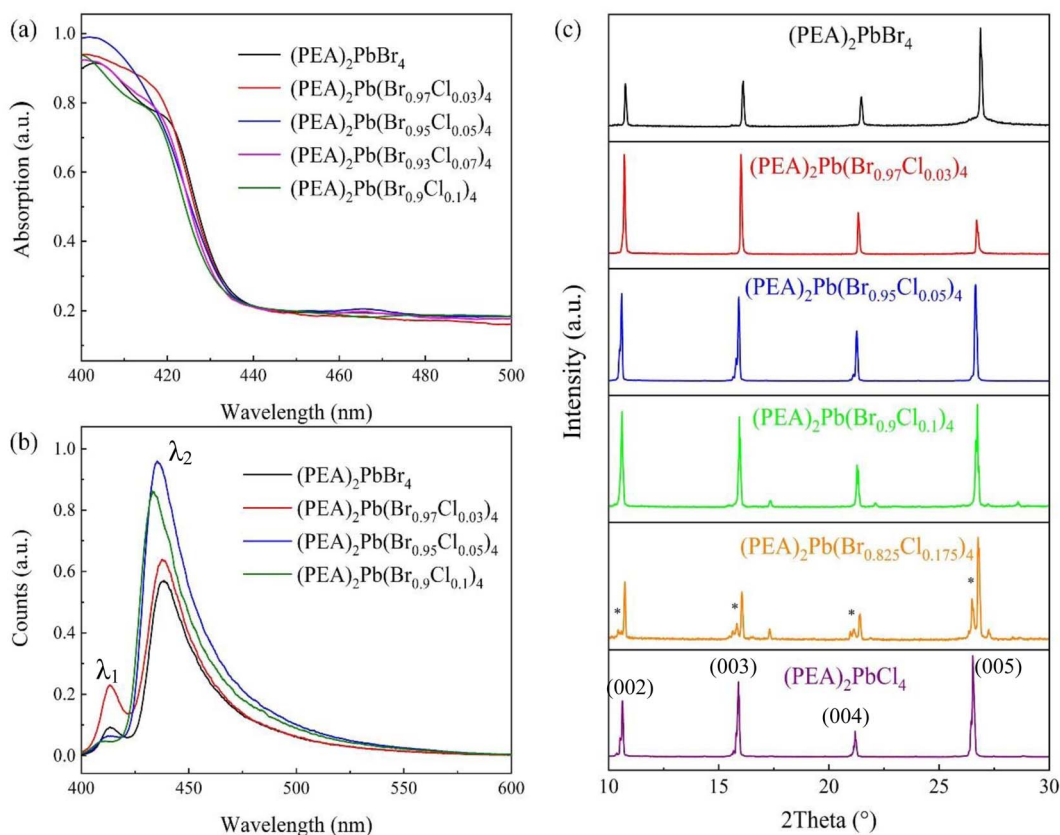 (a)
1.0
0.8
0.6
0.4
0.2
400 420 440 460 480 500
Absorption (a.u.)
Wavelength (nm)
(PEA)₂PbBr₄
(PEA)₂Pb(Br₀.₉₇Cl₀.₀₃)₄
(PEA)₂Pb(Br₀.₉₅Cl₀.₀₅)₄
(PEA)₂Pb(Br₀.₉₃Cl₀.₀₇)₄
(PEA)₂Pb(Br₀.₉Cl₀.₁)₄
(b)
1.0
0.8
0.6
0.4
0.2
0.0
400 450 500 550 600
Counts (a.u.)
Wavelength (nm)
λ₁
λ₂
(PEA)₂PbBr₄
(PEA)₂Pb(Br₀.₉₇Cl₀.₀₃)₄
(PEA)₂Pb(Br₀.₉₅Cl₀.₀₅)₄
(PEA)₂Pb(Br₀.₉Cl₀.₁)₄
(c)
Intensity (a.u.)
(PEA)₂PbBr₄
(PEA)₂Pb(Br₀.₉₇Cl₀.₀₃)₄
(PEA)₂Pb(Br₀.₉₅Cl₀.₀₅)₄
(PEA)₂Pb(Br₀.₉Cl₀.₁)₄
(PEA)₂Pb(Br₀.₈₂₅Cl₀.₁₇₅)₄
* * * *
(PEA)₂PbCl₄
(002) (003) (004) (005)
10 15 20 25 30
2Theta (°)